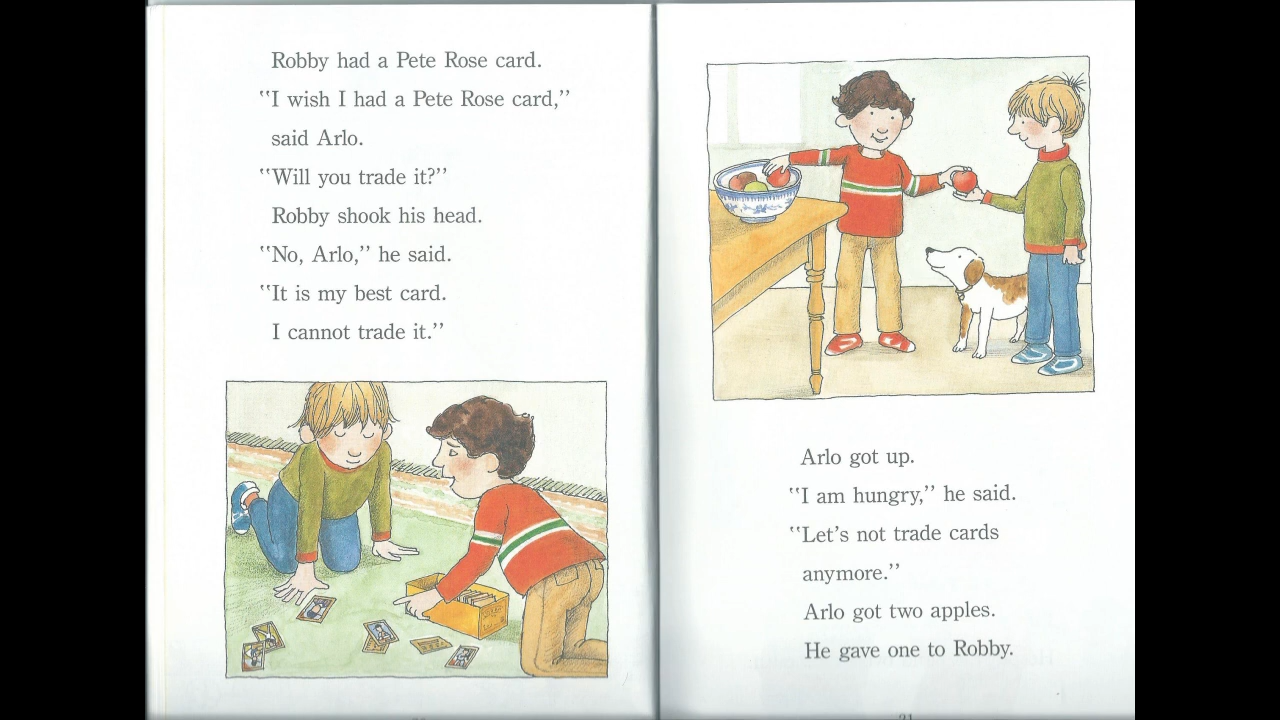 Robby had a Pete Rose card.
"I wish I had a Pete Rose card,"
said Arlo.
"Will you trade it?"
Robby shook his head.
"No, Arlo," he said.
"It is my best card.
I cannot trade it."
Arlo got up.
"I am hungry," he said.
"Let's not trade cards
anymore."
Arlo got two apples.
He gave one to Robby.